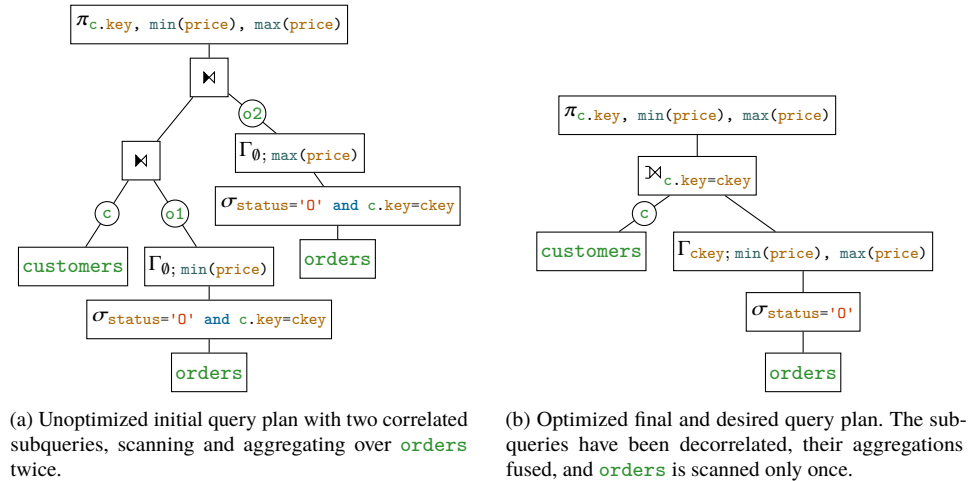 π c.key, min(price), max(price)
⋈
o2
⋈
Γ∅; max(price)
c
o1
σ status='O' and c.key=ckey
customers
Γ∅; min(price)
orders
σ status='O' and c.key=ckey
orders
(a) Unoptimized initial query plan with two correlated
subqueries, scanning and aggregating over orders
twice.
π c.key, min(price), max(price)
⟕ c.key=ckey
c
customers
Γ ckey; min(price), max(price)
σ status='O'
orders
(b) Optimized final and desired query plan. The sub-
queries have been decorrelated, their aggregations
fused, and orders is scanned only once.